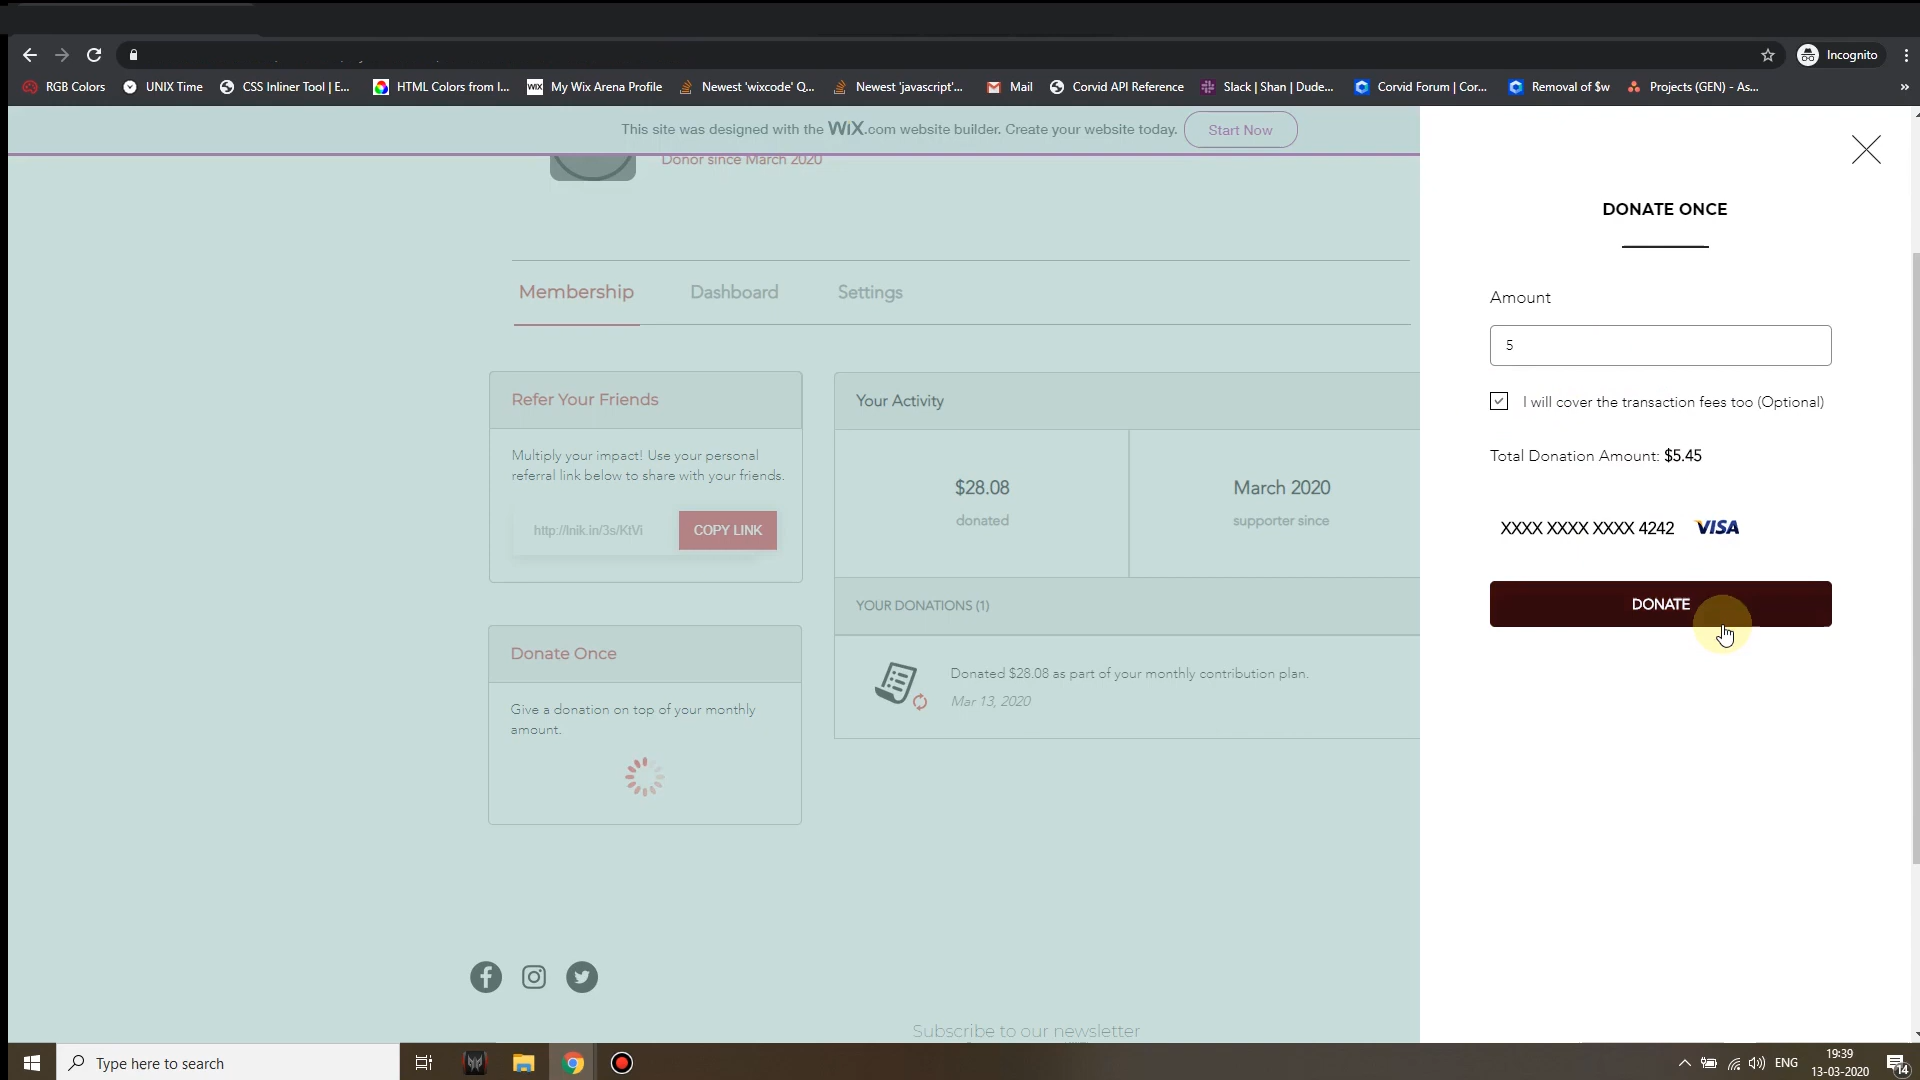 Incognito
RGB Colors
UNIX Time
CSS Inliner Tool | E...
HTML Colors from I...
WIX My Wix Arena Profile
Newest 'wixcode' Q...
Newest 'javascript'...
Mail
Corvid API Reference
Slack | Shan | Dude...
Corvid Forum | Cor...
Removal of $w
Projects (GEN) - As...
»
This site was designed with the WiX.com website builder. Create your website today. Start Now
Donor since March 2020
Membership
Dashboard
Settings
Refer Your Friends
Multiply your impact! Use your personal
referral link below to share with your friends.
http://lnik.in/3s/KtVi COPY LINK
Donate Once
Give a donation on top of your monthly
amount.
Your Activity
$28.08
donated
March 2020
supporter since
YOUR DONATIONS (1)
Donated $28.08 as part of your monthly contribution plan.
Mar 13, 2020
Subscribe to our newsletter
DONATE ONCE
Amount
5
I will cover the transaction fees too (Optional)
Total Donation Amount: $5.45
XXXX XXXX XXXX 4242 VISA
DONATE
Type here to search
ENG
19:39
13-03-2020
14